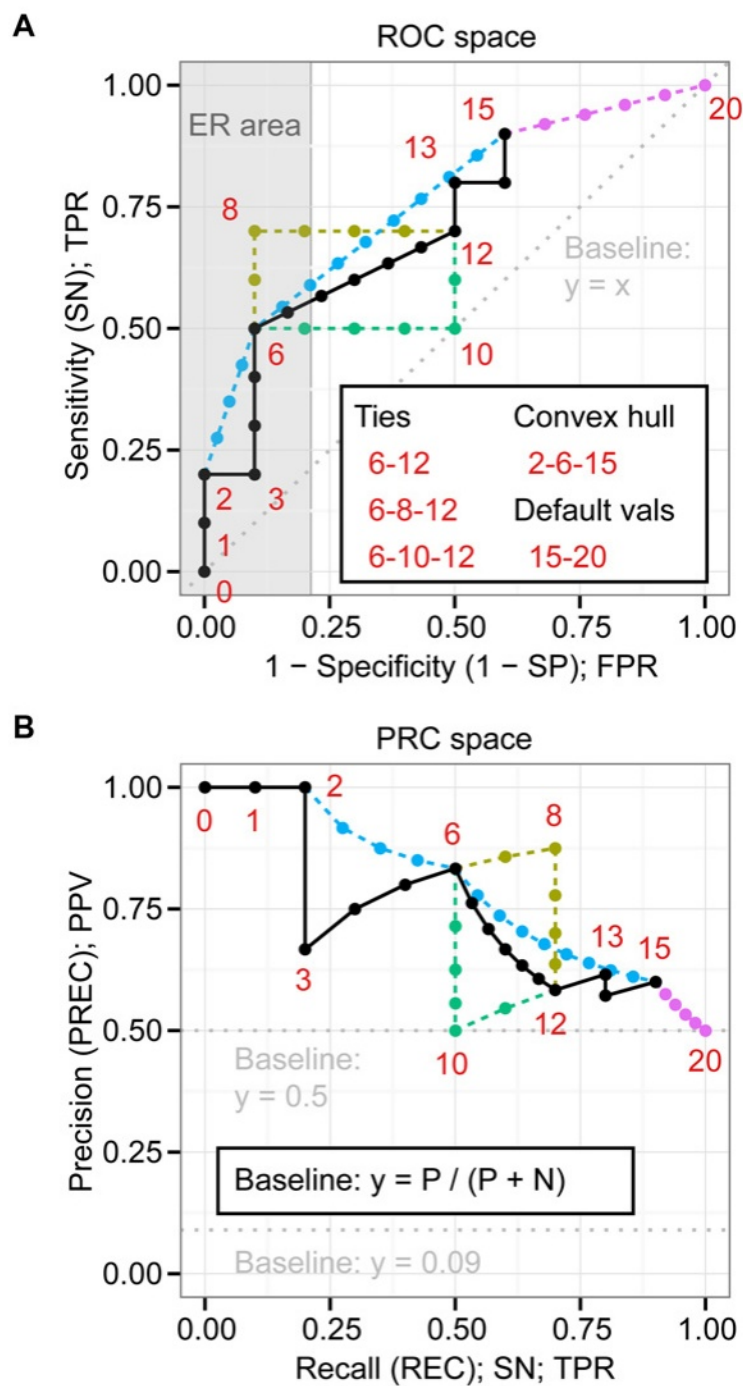 A
ROC space
Sensitivity (SN); TPR
1.00
0.75
0.50
0.25
0.00
ER area
15
20
13
8
12
Baseline:
y = x
6
10
2
3
1
0
Ties
Convex hull
6-12
2-6-15
6-8-12
Default vals
6-10-12
15-20
0.00
0.25
0.50
0.75
1.00
1 − Specificity (1 − SP); FPR
B
PRC space
Precision (PREC); PPV
1.00
0.75
0.50
0.25
0.00
0
1
2
6
8
3
13
15
12
10
20
Baseline:
y = 0.5
Baseline: y = P / (P + N)
Baseline: y = 0.09
0.00
0.25
0.50
0.75
1.00
Recall (REC); SN; TPR